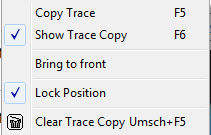 Copy Trace F5
Show Trace Copy F6
Bring to front
Lock Position
Clear Trace Copy Umsch+F5